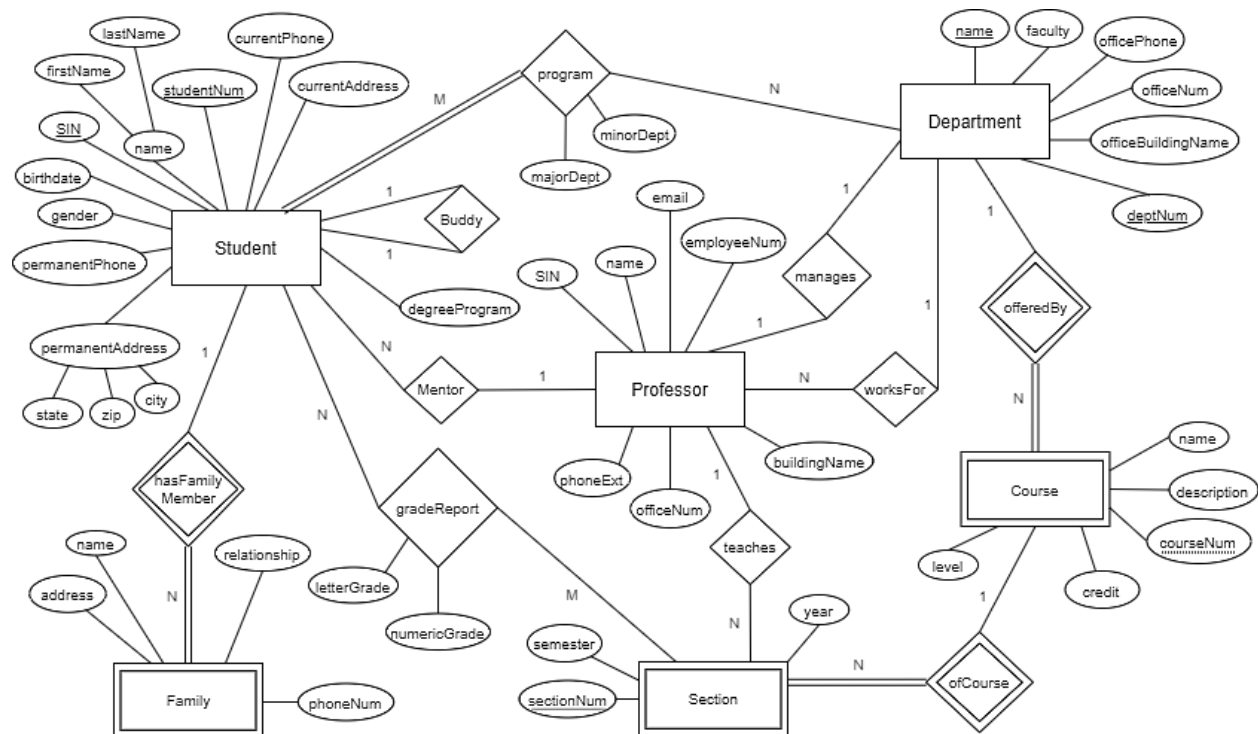 lastName
currentPhone
name
faculty
officePhone
firstName
studentNum
currentAddress
program
M
N
officeNum
SIN
name
minorDept
Department
officeBuildingName
majorDept
birthdate
1
1
email
deptNum
gender
Buddy
1
Student
employeeNum
name
manages
permanentPhone
1
SIN
offeredBy
degreeProgram
1
1
permanentAddress
1
N
Mentor
1
Professor
N
worksFor
state
zip
city
N
N
name
buildingName
phoneExt
1
Course
description
hasFamily
Member
gradeReport
officeNum
courseNum
name
relationship
teaches
level
letterGrade
credit
address
N
M
1
year
numericGrade
N
semester
N
Family
phoneNum
sectionNum
Section
ofCourse